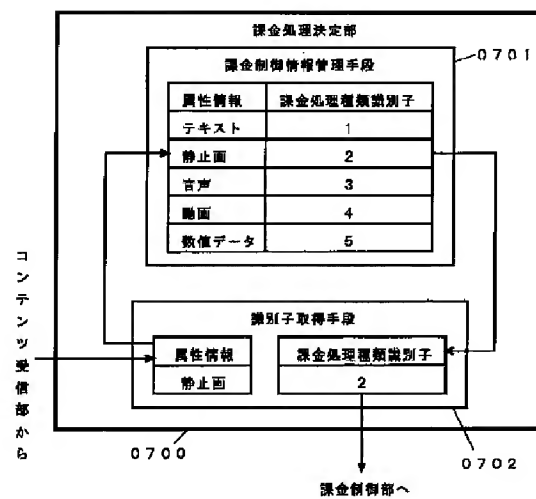 課金処理決定部
課金制御情報管理手段
0701
属性情報 課金処理種類識別子
テキスト 1
静止画 2
音声 3
動画 4
数値データ 5
コンテンツ受信部から
識別子取得手段
属性情報
静止画
課金処理種類識別子
2
0700
0702
課金制御部へ